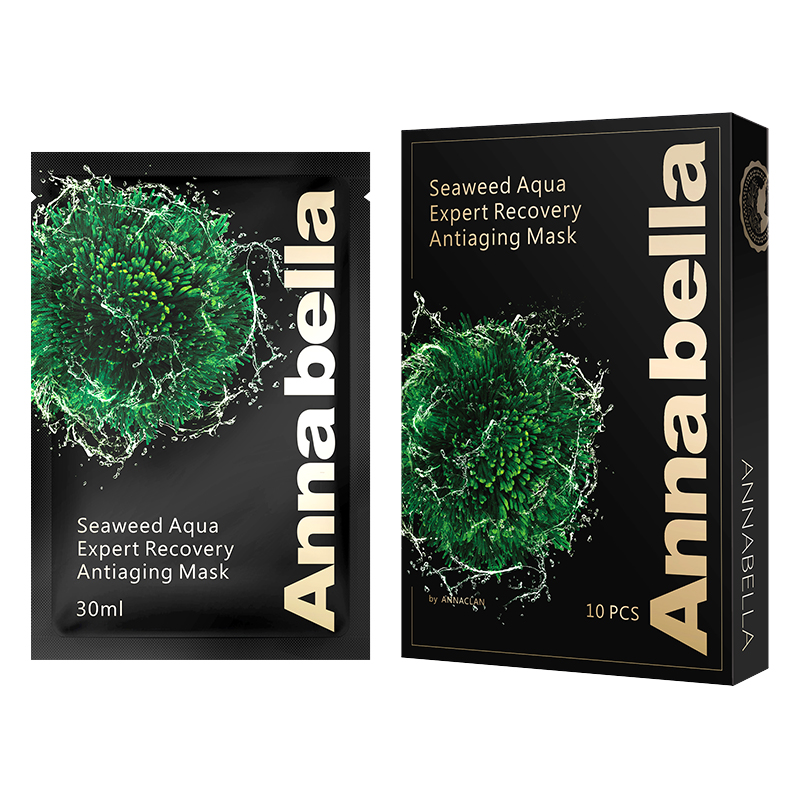 Annabella
Seaweed Aqua
Expert Recovery
Antiaging Mask
30ml
Seaweed Aqua
Expert Recovery
Antiaging Mask
Annabella
by ANNACLAN
10 PCS
ANNABELLA